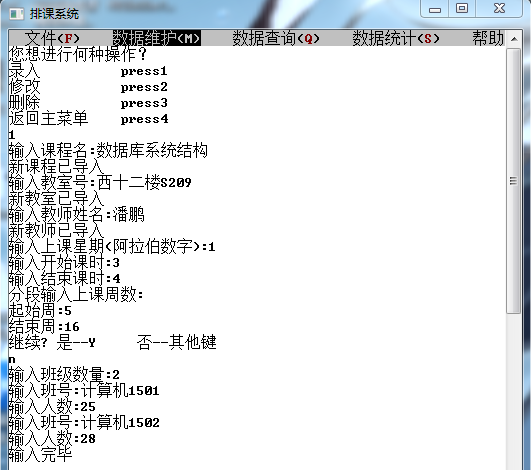 排课系统
文件(F) 数据维护(M) 数据查询(Q) 数据统计(S) 帮助
您想进行何种操作？
录入 press1
修改 press2
删除 press3
返回主菜单 press4
1
输入课程名:数据库系统结构
新课程已导入
输入教室号:西十二楼S209
新教室已导入
输入教师姓名:潘鹏
新教师已导入
输入上课星期(阿拉伯数字):1
输入开始课时:3
输入结束课时:4
分段输入上课周数:
起始周:5
结束周:16
继续? 是--Y 否--其他键
n
输入班级数量:2
输入班号:计算机1501
输入人数:25
输入班号:计算机1502
输入人数:28
输入完毕